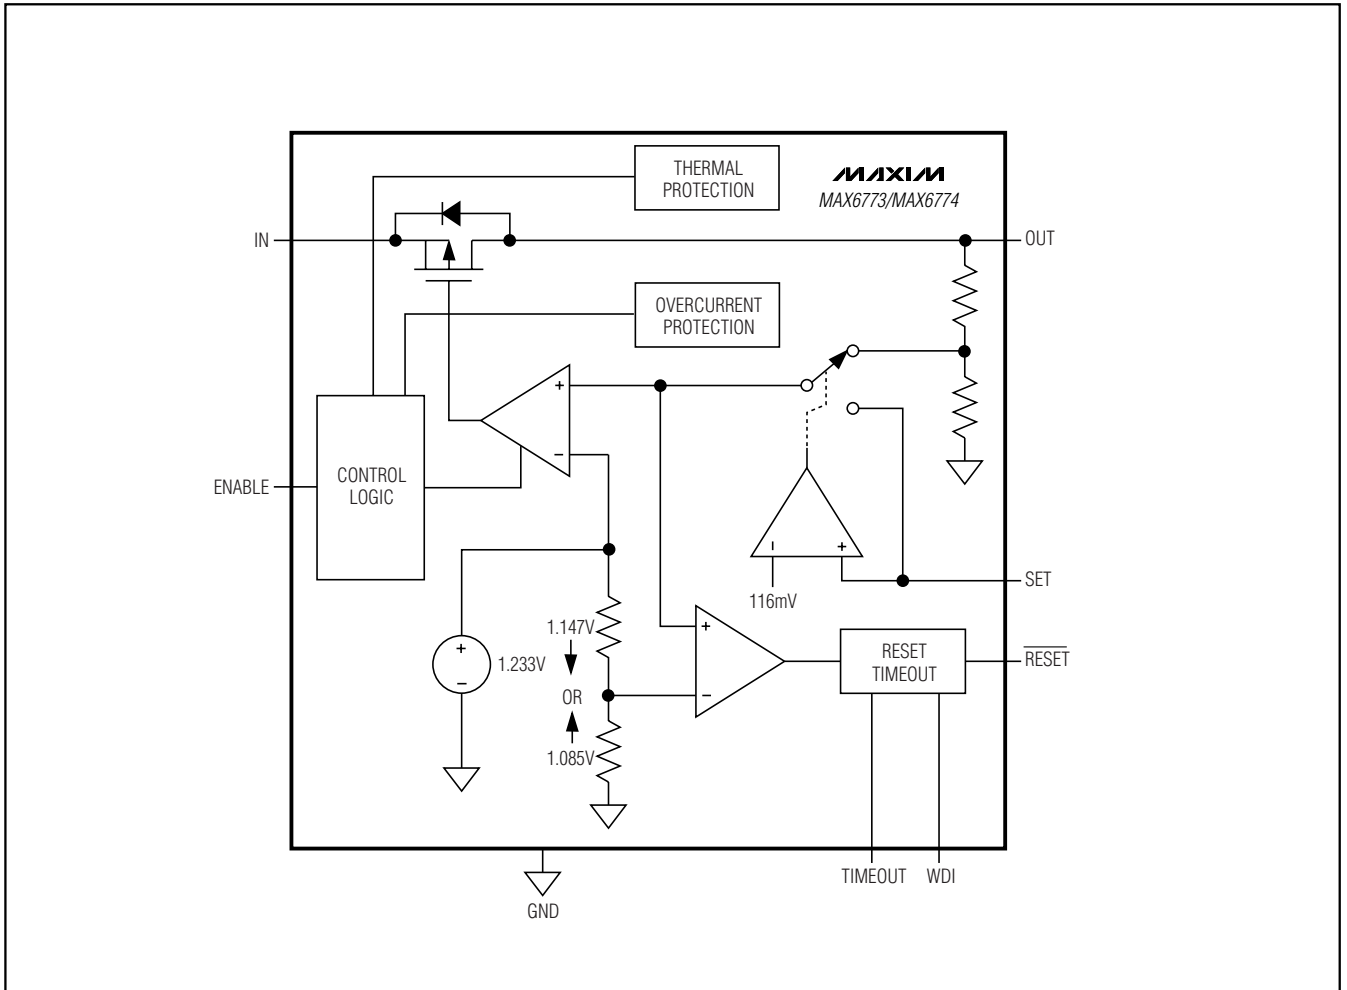 THERMAL
PROTECTION
MAXIM
MAX6773/MAX6774
IN
OUT
OVERCURRENT
PROTECTION
+
−
CONTROL
LOGIC
ENABLE
− +
116mV
SET
1.147V
+
−
1.233V
OR
1.085V
+
−
RESET
TIMEOUT
RESET
TIMEOUT WDI
GND